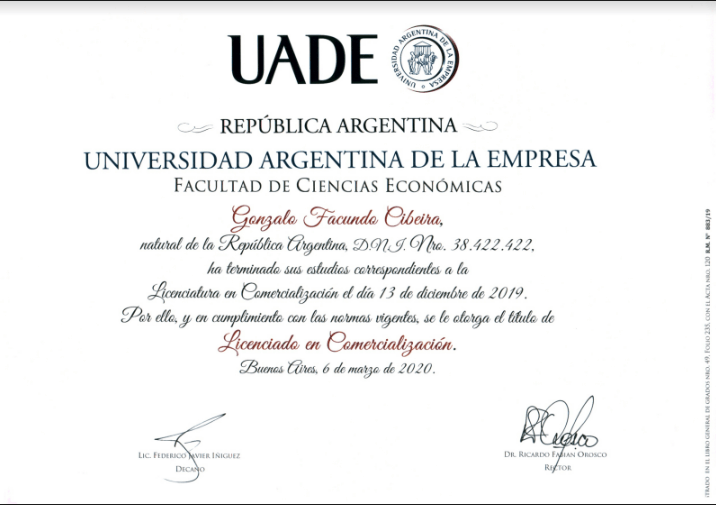 UADE
UNIVERSIDAD ARGENTINA DE LA EMPRESA
REPÚBLICA ARGENTINA
UNIVERSIDAD ARGENTINA DE LA EMPRESA
FACULTAD DE CIENCIAS ECONÓMICAS
Gonzalo Facundo Cibeira,
natural de la República Argentina, D.N.I. Nro. 38.422.422,
ha terminado sus estudios correspondientes a la
Licenciatura en Comercialización el día 13 de diciembre de 2019.
Por ello, y en cumplimiento con las normas vigentes, se le otorga el título de
Licenciado en Comercialización.
Buenos Aires, 6 de marzo de 2020.
LIC. FEDERICO JAVIER IÑIGUEZ
DECANO
DR. RICARDO FABIAN OROSCO
RECTOR
EN EL LIBRO GENERAL DE GRADOS NRO. 49, FOLIO 235, CON EL ACTA NRO. 120 R.M. Nº 883/19